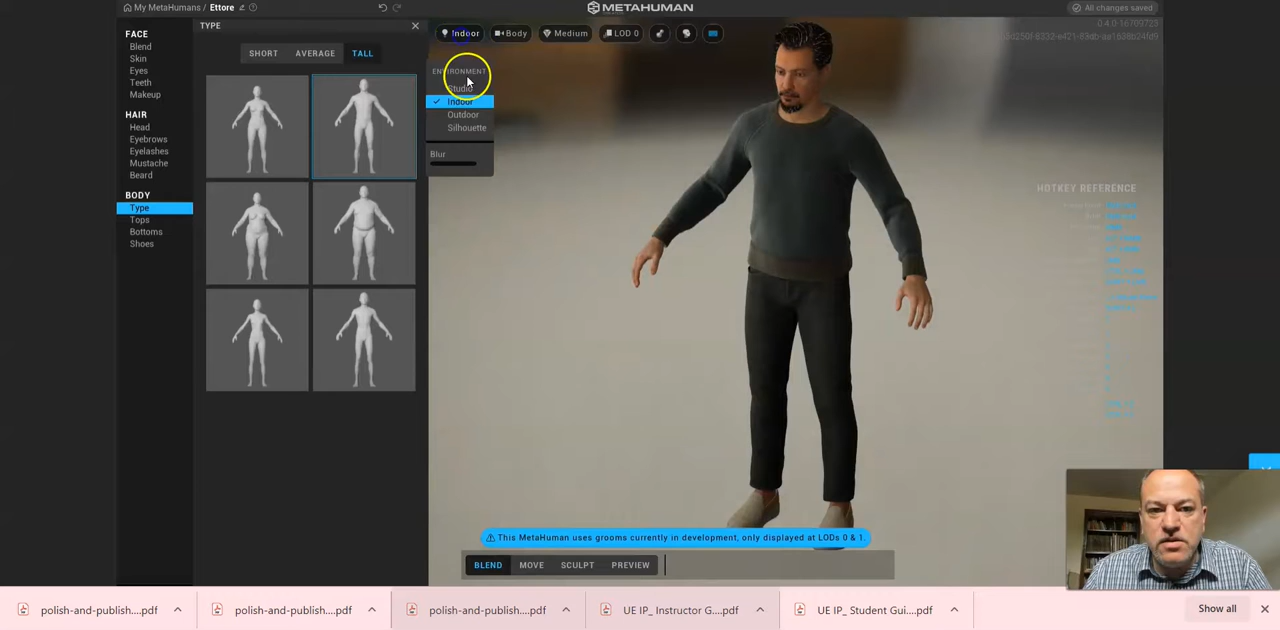 My MetaHumans / Ettore
METAHUMAN
All changes saved
FACE
Blend
Skin
Eyes
Teeth
Makeup
HAIR
Head
Eyebrows
Eyelashes
Mustache
Beard
BODY
Type
Tops
Bottoms
Shoes
TYPE
SHORT AVERAGE TALL
Indoor Body Medium LOD 0
ENVIRONMENT
Studio
Indoor
Outdoor
Silhouette
Blur
HOTKEY REFERENCE
This MetaHuman uses grooms currently in development, only displayed at LODs 0 & 1.
BLEND MOVE SCULPT PREVIEW
polish-and-publish....pdf polish-and-publish....pdf polish-and-publish....pdf UE IP_ Instructor G....pdf UE IP_ Student Gui....pdf Show all